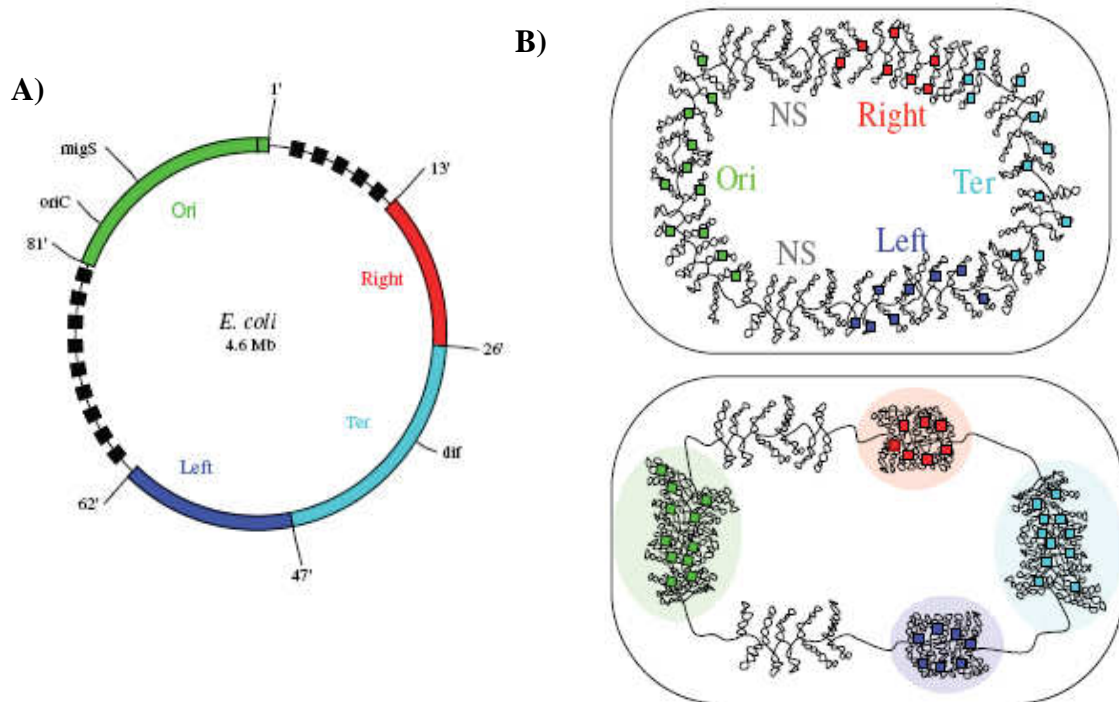 A)
1'
migS
13'
oriC
Ori
81'
Right
E. coli
4.6 Mb
26'
Ter
dif
Left
62'
47'
B)
NS
Right
Ori
Ter
Left
NS